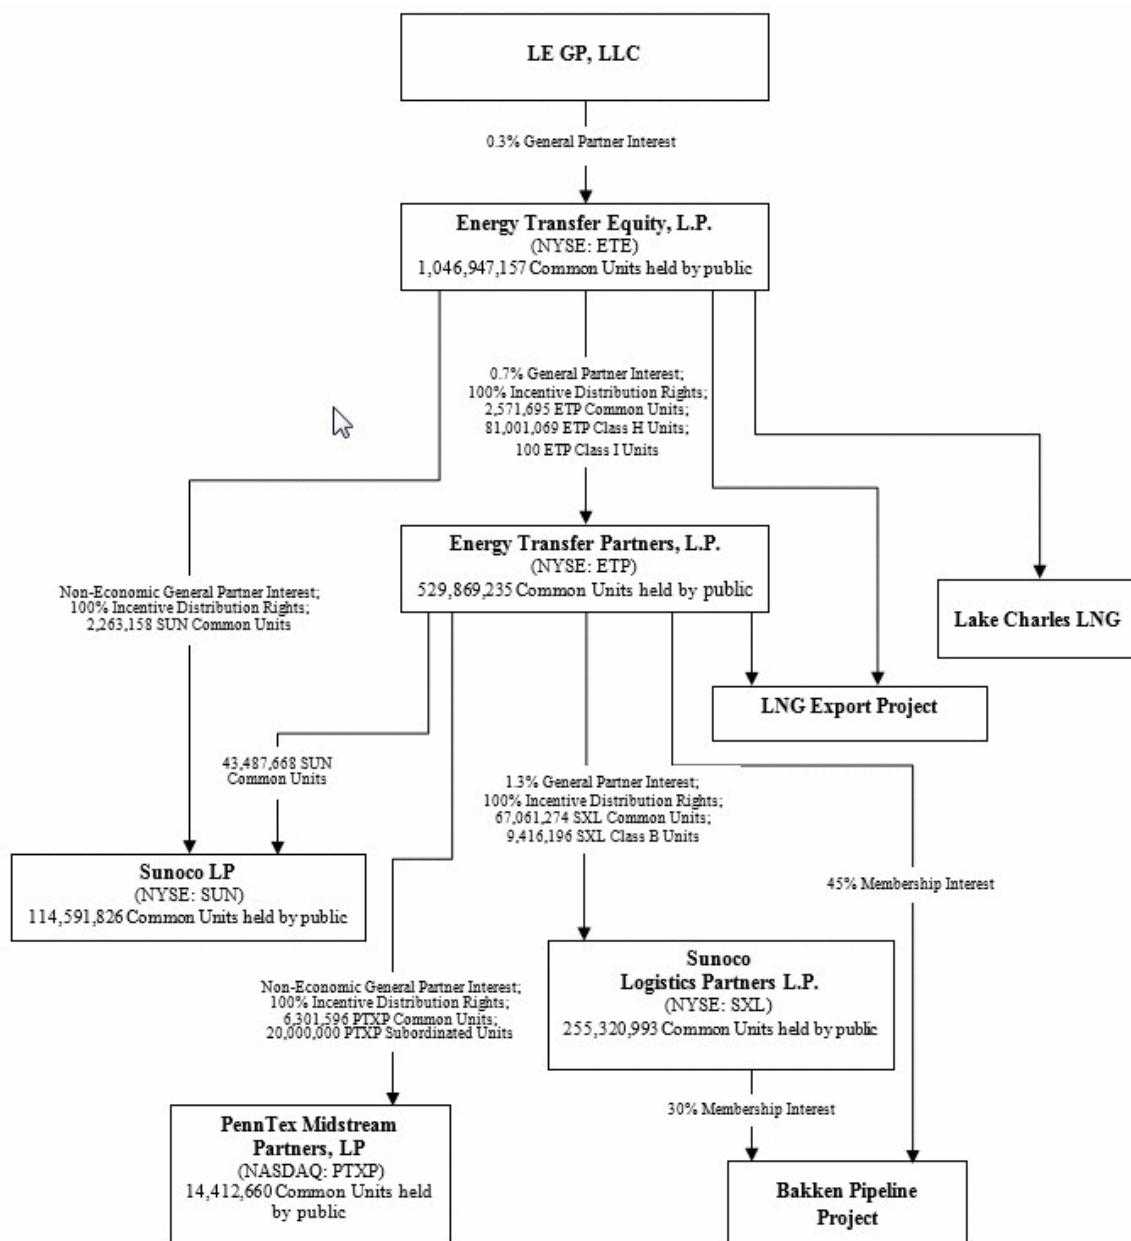 LE GP, LLC
0.3% General Partner Interest
Energy Transfer Equity, L.P.
(NYSE: ETE)
1,046,947,157 Common Units held by public
0.7% General Partner Interest;
100% Incentive Distribution Rights;
2,571,695 ETP Common Units;
81,001,069 ETP Class H Units;
100 ETP Class I Units
Energy Transfer Partners, L.P.
(NYSE: ETP)
529,869,235 Common Units held by public
Non-Economic General Partner Interest;
100% Incentive Distribution Rights;
2,263,158 SUN Common Units
Lake Charles LNG
LNG Export Project
43,487,668 SUN
Common Units
1.3% General Partner Interest;
100% Incentive Distribution Rights;
67,061,274 SXL Common Units;
9,416,196 SXL Class B Units
Sunoco LP
(NYSE: SUN)
114,591,826 Common Units held by public
45% Membership Interest
Sunoco
Logistics Partners L.P.
(NYSE: SXL)
255,320,993 Common Units held by public
Non-Economic General Partner Interest;
100% Incentive Distribution Rights;
6,301,596 PTXP Common Units;
20,000,000 PTXP Subordinated Units
30% Membership Interest
PennTex Midstream
Partners, LP
(NASDAQ: PTXP)
14,412,660 Common Units held
by public
Bakken Pipeline
Project